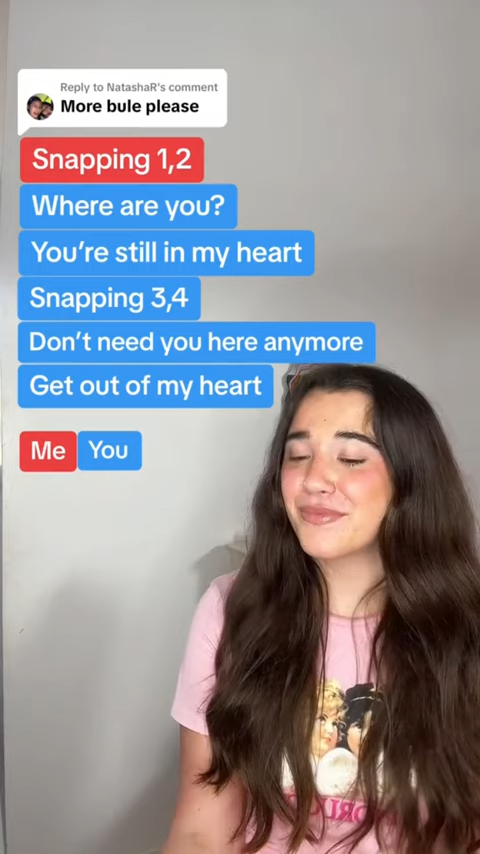 Reply to NatashaR's comment
More bule please
Snapping 1,2
Where are you?
You're still in my heart
Snapping 3,4
Don't need you here anymore
Get out of my heart
Me You